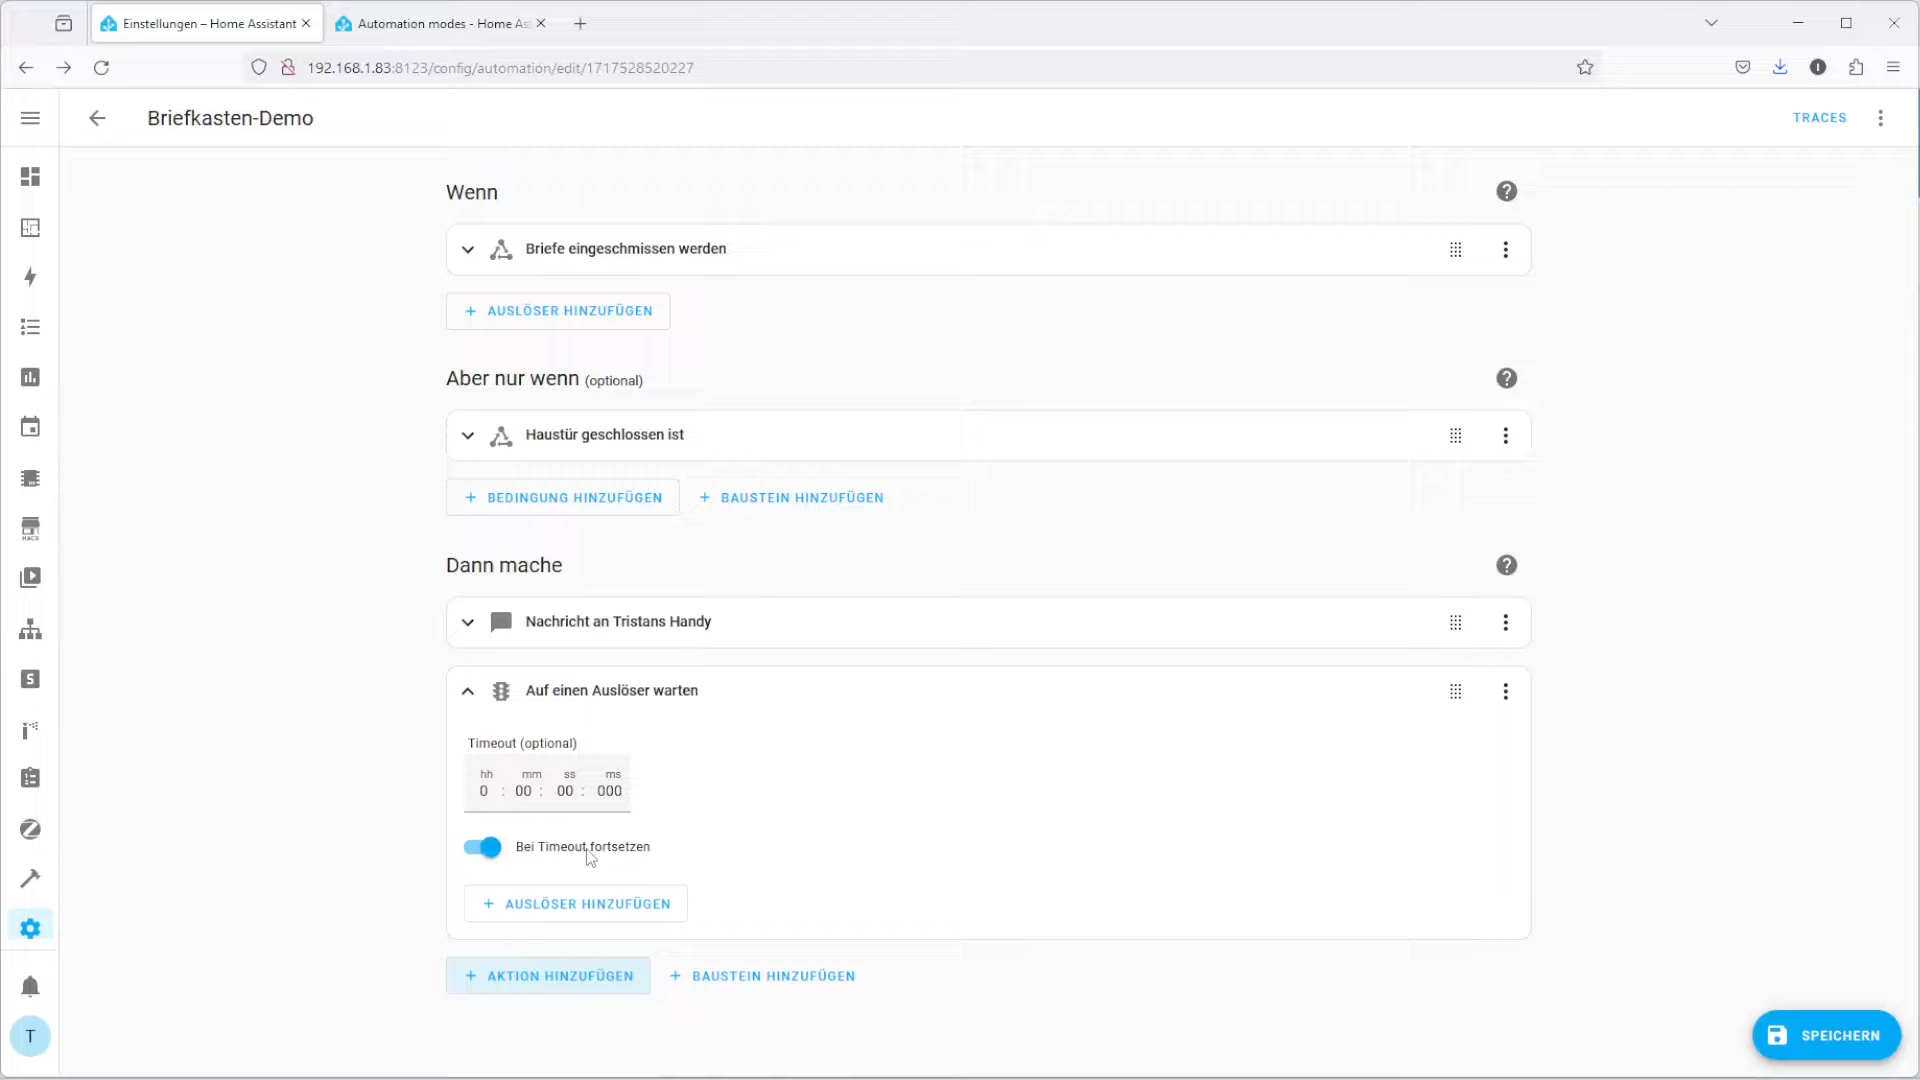 Einstellungen – Home Assistant
Automation modes - Home As
192.168.1.83:8123/config/automation/edit/1717528520227
Briefkasten-Demo
TRACES
Wenn
Briefe eingeschmissen werden
+ AUSLÖSER HINZUFÜGEN
Aber nur wenn (optional)
Haustür geschlossen ist
+ BEDINGUNG HINZUFÜGEN + BAUSTEIN HINZUFÜGEN
HACS
Dann mache
Nachricht an Tristans Handy
S
Auf einen Auslöser warten
Timeout (optional)
hh mm ss ms
0 : 00 : 00 : 000
Bei Timeout fortsetzen
+ AUSLÖSER HINZUFÜGEN
+ AKTION HINZUFÜGEN + BAUSTEIN HINZUFÜGEN
T
SPEICHERN